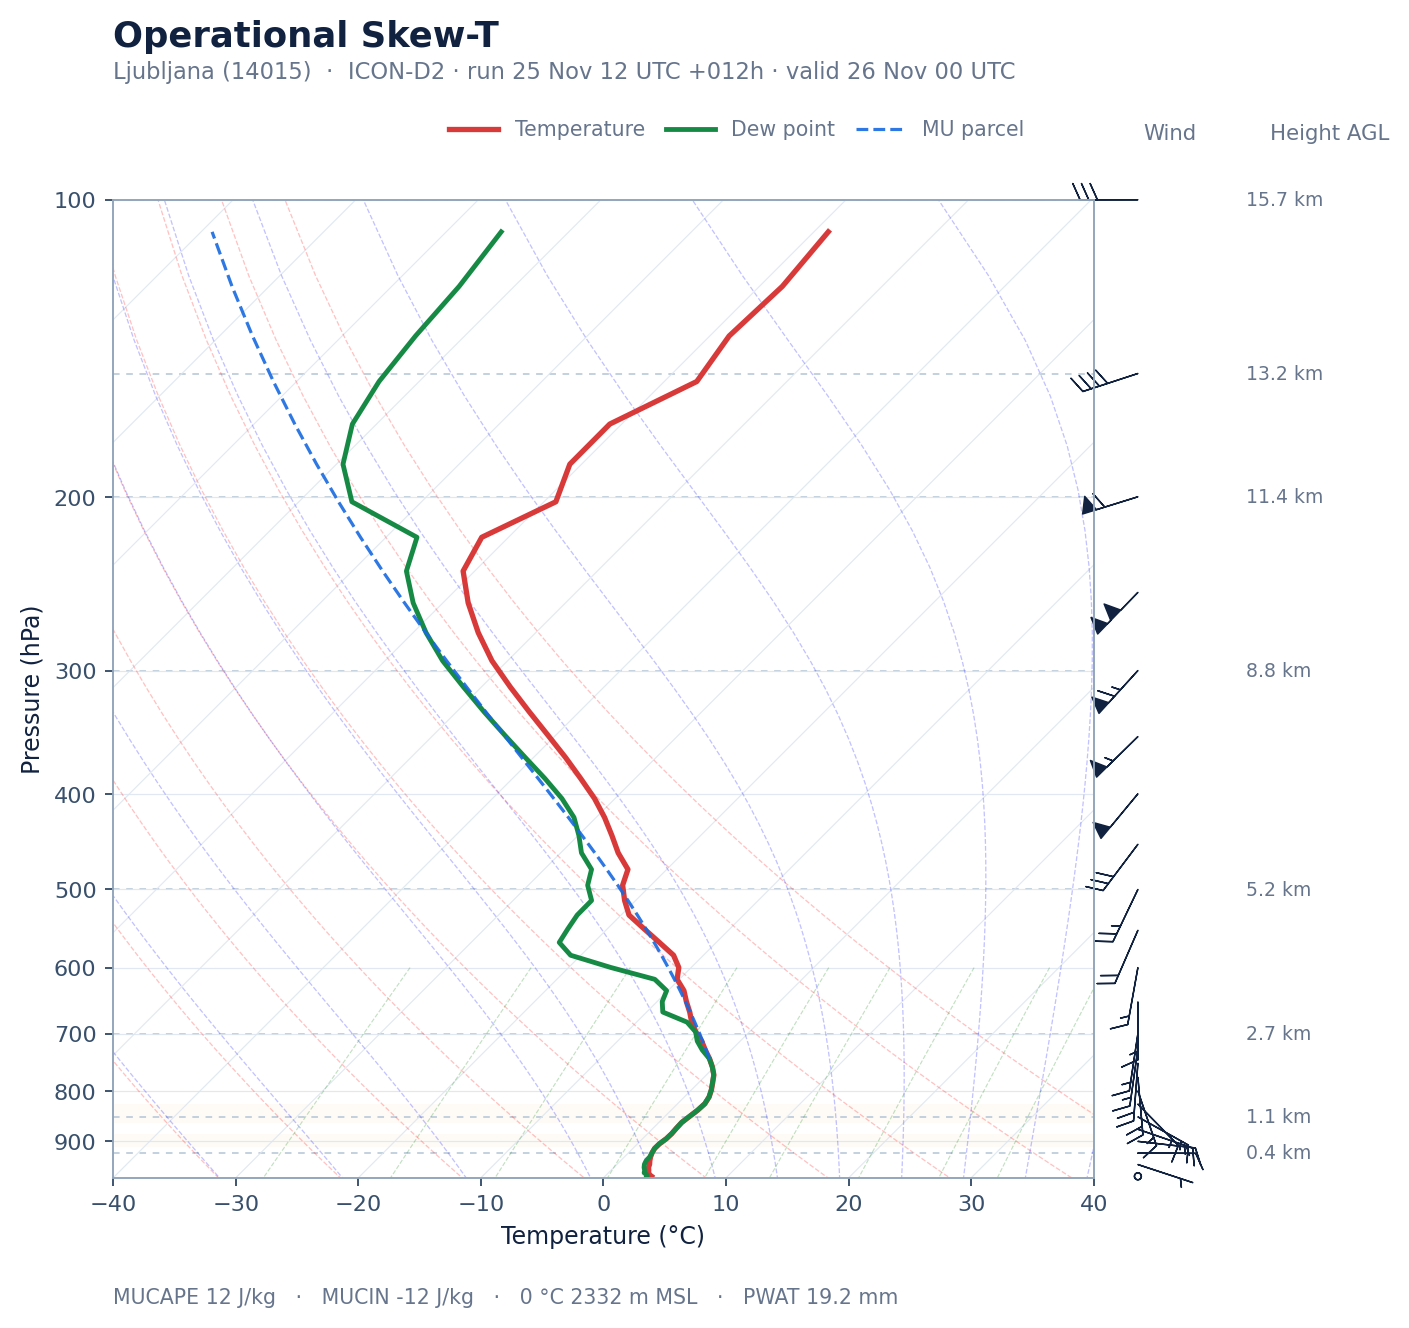 Operational Skew-T
Ljubljana (14015)  ·  ICON-D2 · run 25 Nov 12 UTC +012h · valid 26 Nov 00 UTC
Temperature
Dew point
MU parcel
Wind
Height AGL
100
200
300
400
500
600
700
800
900
Pressure (hPa)
15.7 km
13.2 km
11.4 km
8.8 km
5.2 km
2.7 km
1.1 km
0.4 km
−40
−30
−20
−10
0
10
20
30
40
Temperature (°C)
MUCAPE 12 J/kg   ·   MUCIN -12 J/kg   ·   0 °C 2332 m MSL   ·   PWAT 19.2 mm